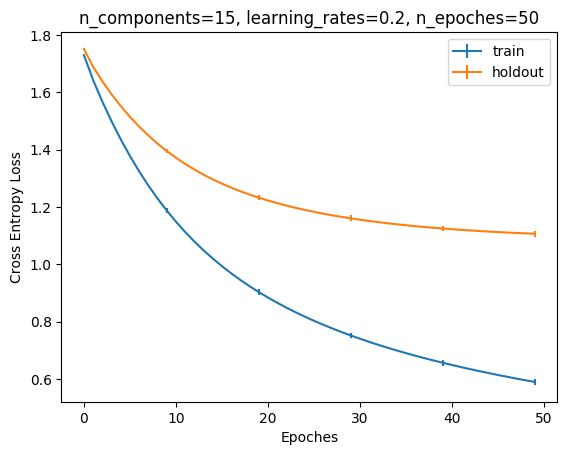 n_components=15, learning_rates=0.2, n_epoches=50
train
holdout
Cross Entropy Loss
1.8
1.6
1.4
1.2
1.0
0.8
0.6
0 10 20 30 40 50
Epoches